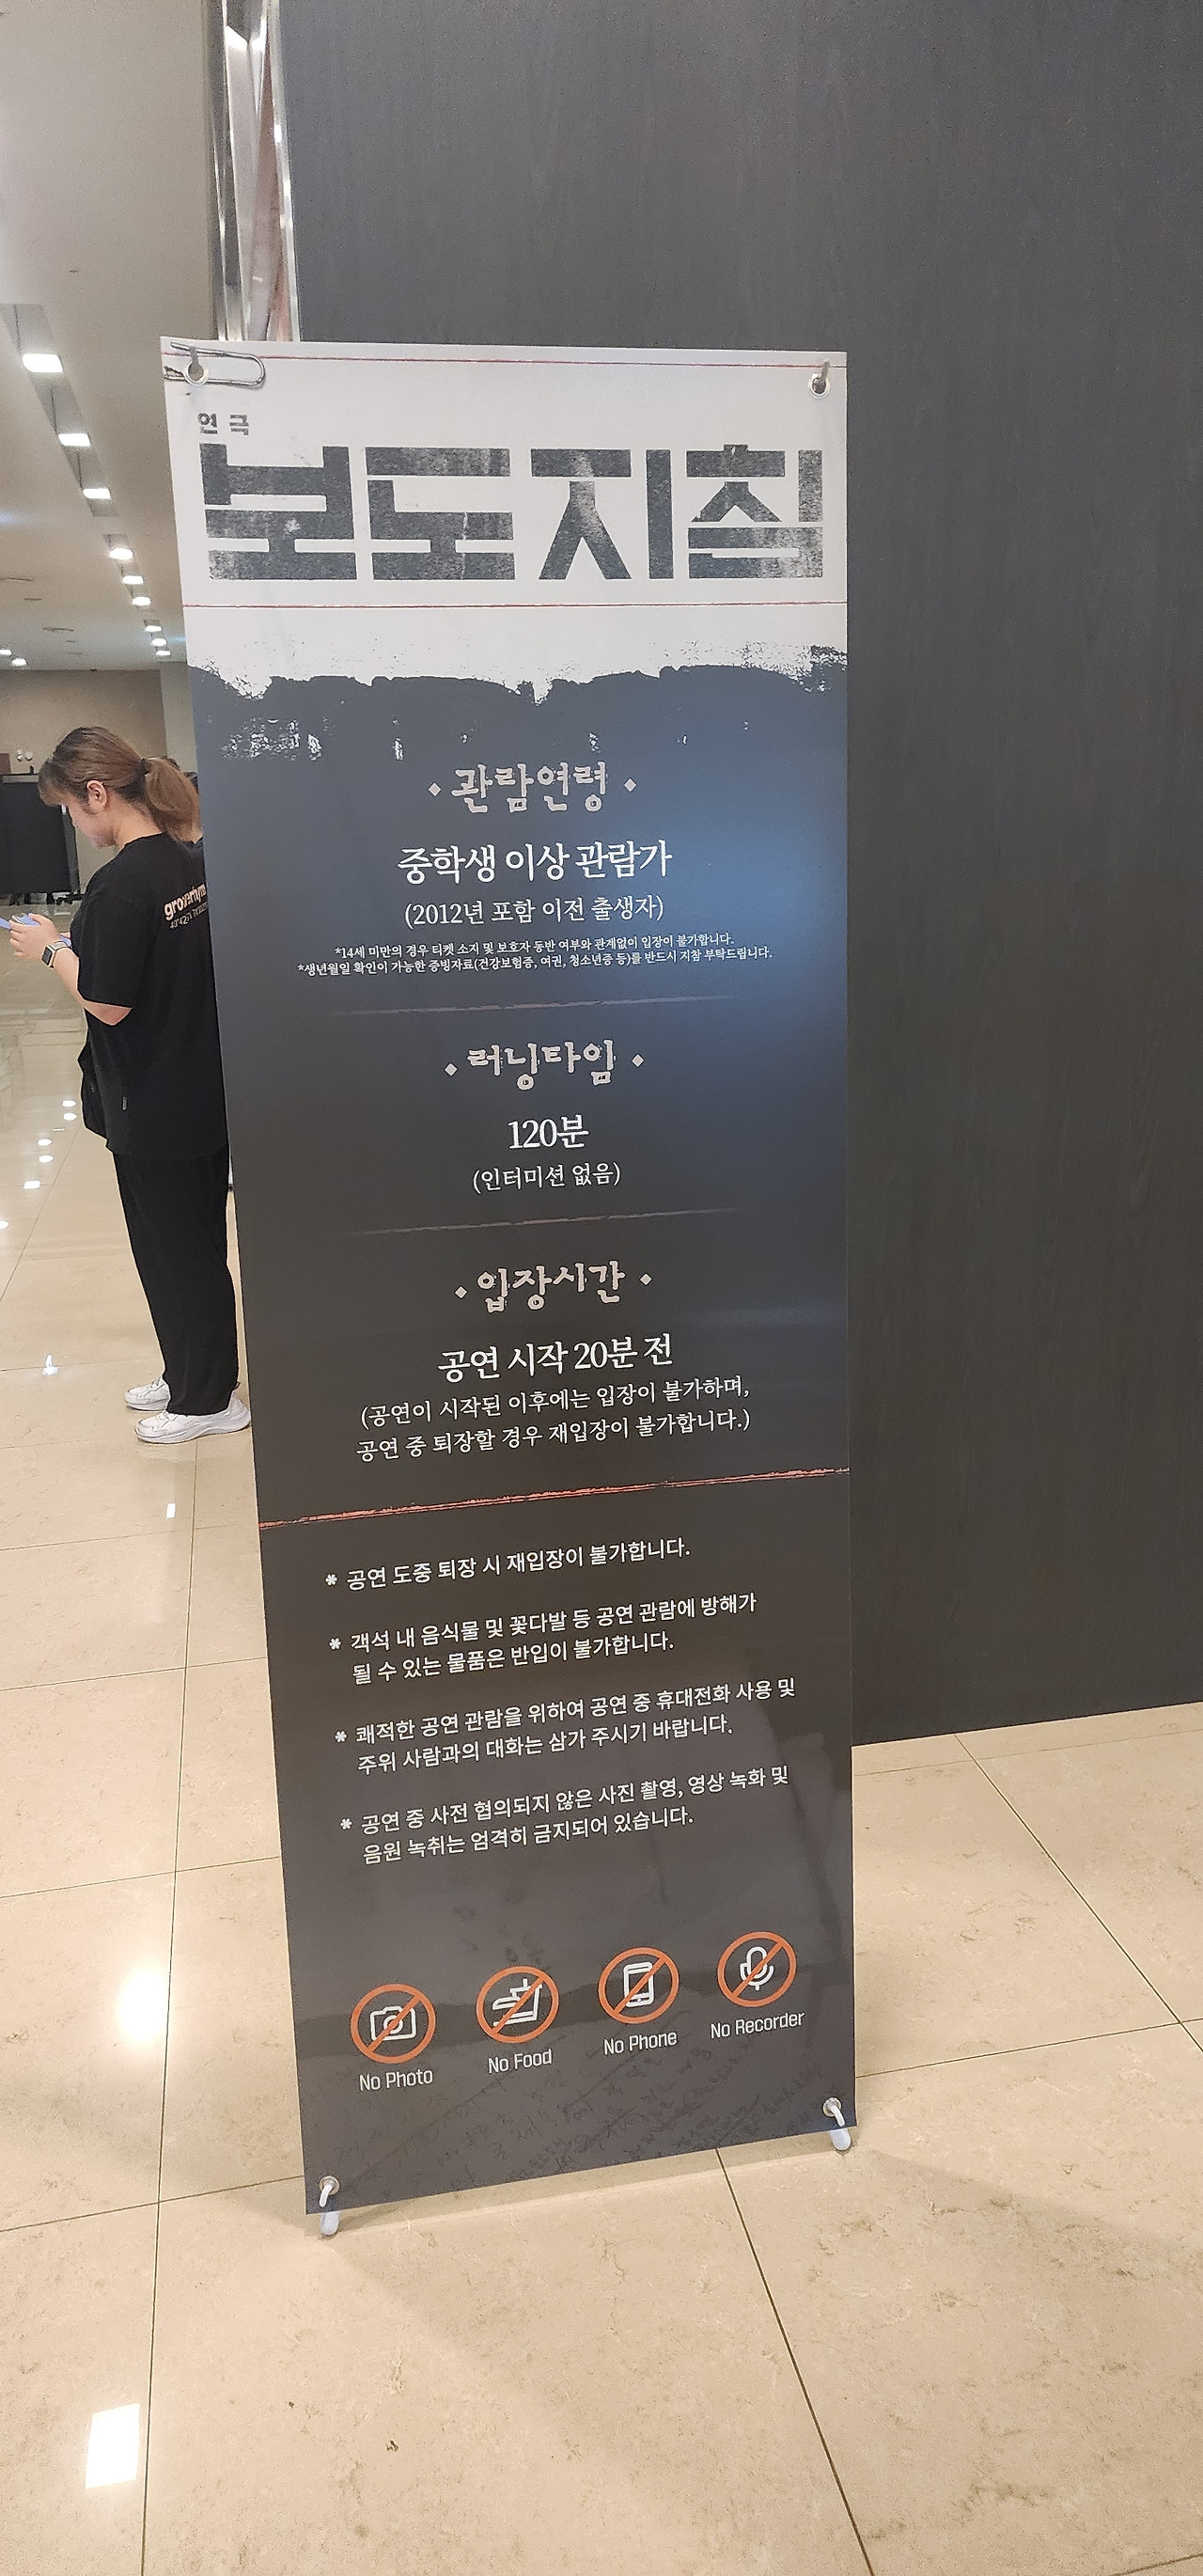 연극
보도지침
관람연령
중학생 이상 관람가
(2012년 포함 이전 출생자)
*14세 미만의 경우 티켓 소지 및 보호자 동반 여부와 관계없이 입장이 불가합니다.
*생년월일 확인이 가능한 증빙자료(건강보험증, 여권, 청소년증 등)를 반드시 지참 부탁드립니다.
러닝타임
120분
(인터미션 없음)
입장시간
공연 시작 20분 전
(공연이 시작된 이후에는 입장이 불가하며,
공연 중 퇴장할 경우 재입장이 불가합니다.)
* 공연 도중 퇴장 시 재입장이 불가합니다.
* 객석 내 음식물 및 꽃다발 등 공연 관람에 방해가
될 수 있는 물품은 반입이 불가합니다.
* 쾌적한 공연 관람을 위하여 공연 중 휴대전화 사용 및
주위 사람과의 대화는 삼가 주시기 바랍니다.
* 공연 중 사전 협의되지 않은 사진 촬영, 영상 녹화 및
음원 녹취는 엄격히 금지되어 있습니다.
No Photo
No Food
No Phone
No Recorder